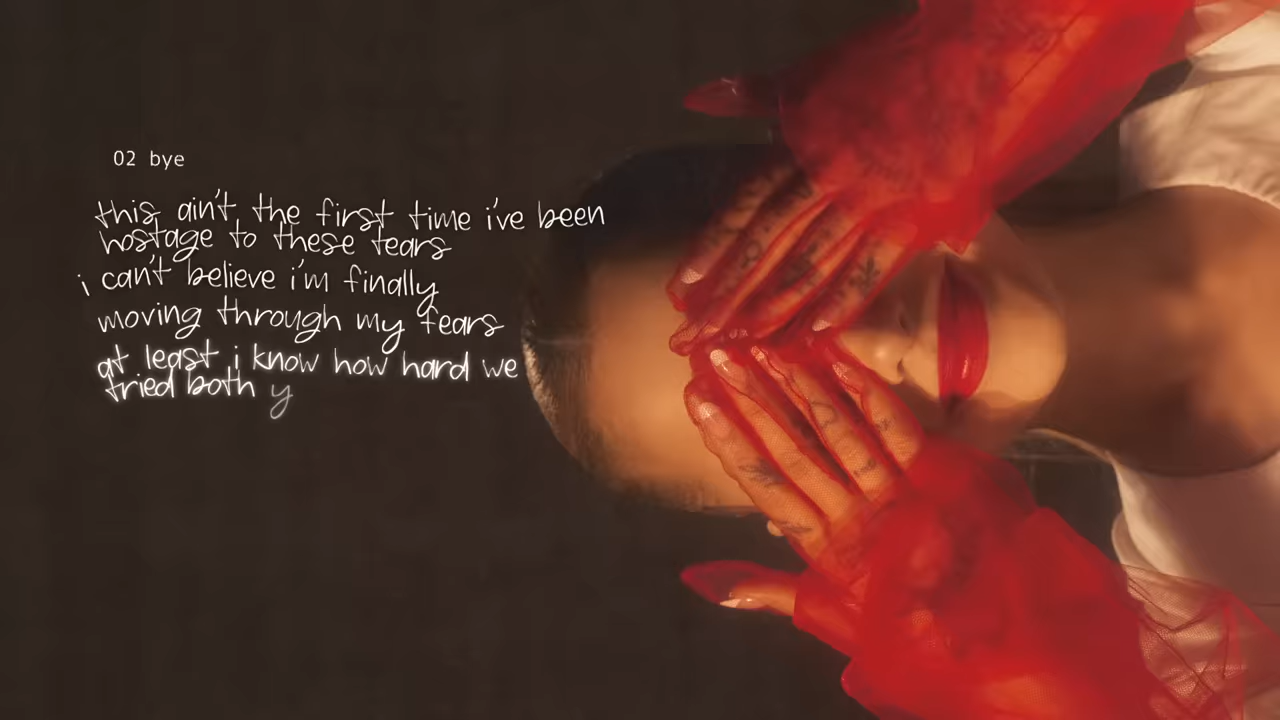 02 bye
this ain't the first time i've been
hostage to these tears
i can't believe i'm finally
moving through my fears
at least i know how hard we
tried both y